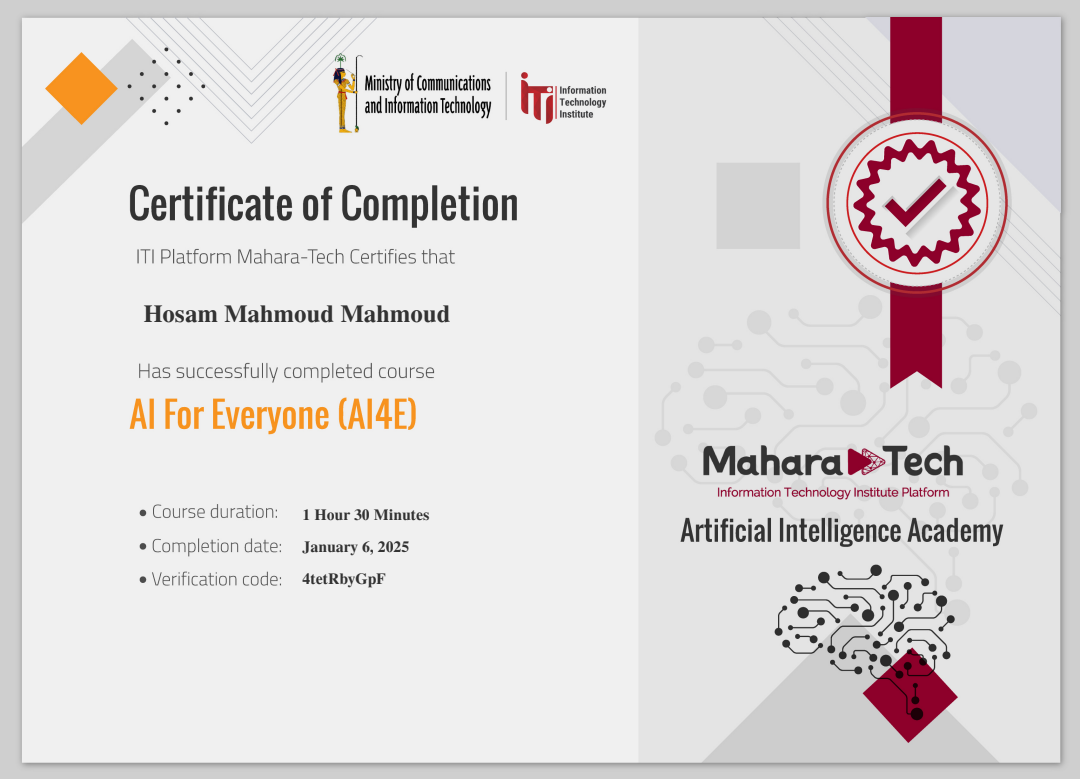 Ministry of Communications
and Information Technology
Information
Technology
Institute
iTi
Certificate of Completion
ITI Platform Mahara-Tech Certifies that
Hosam Mahmoud Mahmoud
Has successfully completed course
AI For Everyone (AI4E)
• Course duration: 1 Hour 30 Minutes
• Completion date: January 6, 2025
• Verification code: 4tetRbyGpF
Mahara Tech
Information Technology Institute Platform
Artificial Intelligence Academy